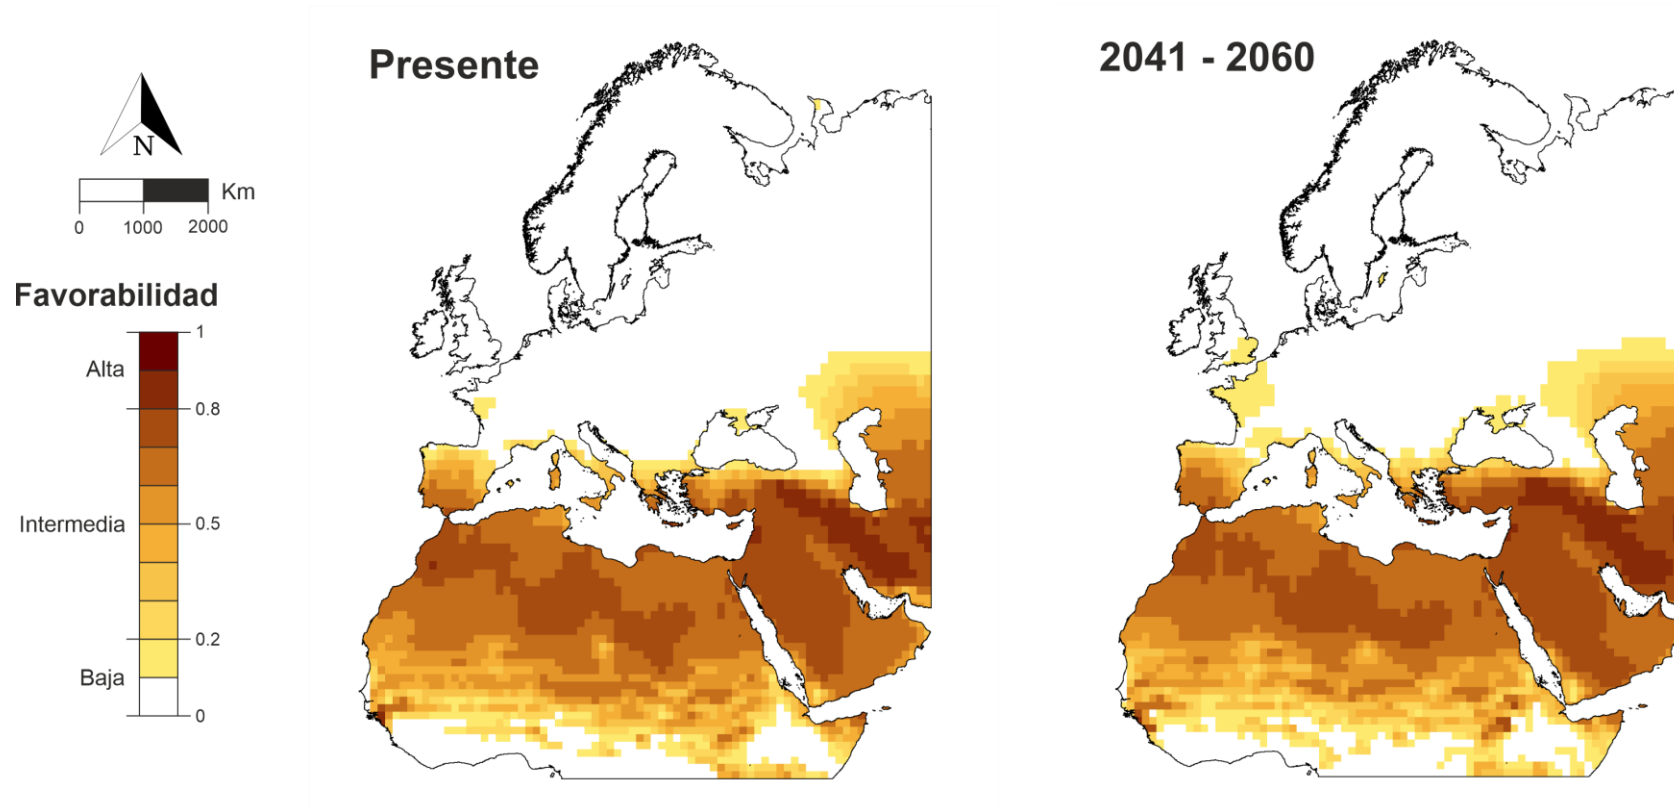 Presente
2041 - 2060
N
Km
0 1000 2000
Favorabilidad
1
Alta
0.8
Intermedia
0.5
0.2
Baja
0